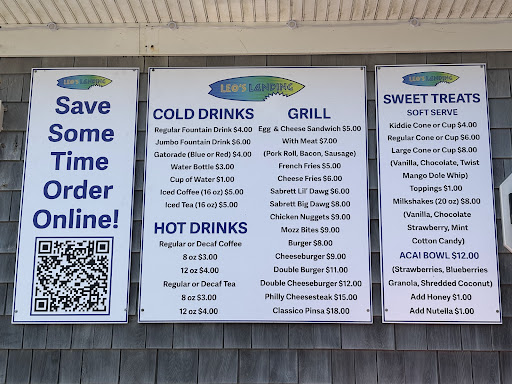 LEO'S LANDING
Save
Some
Time
Order
Online!
LEO'S LANDING
COLD DRINKS
Regular Fountain Drink $4.00
Jumbo Fountain Drink $6.00
Gatorade (Blue or Red) $4.00
Water Bottle $3.00
Cup of Water $1.00
Iced Coffee (16 oz) $5.00
Iced Tea (16 oz) $5.00
HOT DRINKS
Regular or Decaf Coffee
8 oz $3.00
12 oz $4.00
Regular or Decaf Tea
8 oz $3.00
12 oz $4.00
GRILL
Egg & Cheese Sandwich $5.00
With Meat $7.00
(Pork Roll, Bacon, Sausage)
French Fries $5.00
Cheese Fries $6.00
Sabrett Lil' Dawg $6.00
Sabrett Big Dawg $8.00
Chicken Nuggets $9.00
Mozz Bites $9.00
Burger $8.00
Cheeseburger $9.00
Double Burger $11.00
Double Cheeseburger $12.00
Philly Cheesesteak $15.00
Classico Pinsa $18.00
LEO'S LANDING
SWEET TREATS
SOFT SERVE
Kiddie Cone or Cup $4.00
Regular Cone or Cup $6.00
Large Cone or Cup $8.00
(Vanilla, Chocolate, Twist
Mango Dole Whip)
Toppings $1.00
Milkshakes (20 oz) $8.00
(Vanilla, Chocolate
Strawberry, Mint
Cotton Candy)
ACAI BOWL $12.00
(Strawberries, Blueberries
Granola, Shredded Coconut)
Add Honey $1.00
Add Nutella $1.00